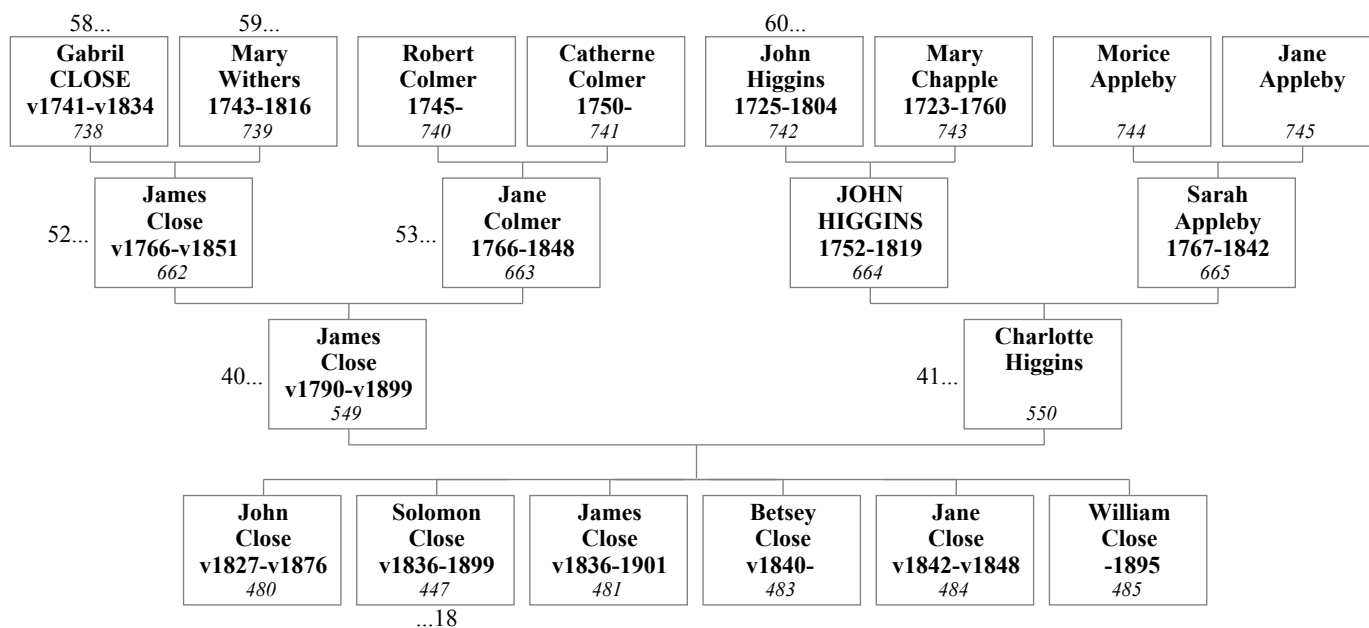 58...
59...
60...
Gabril
CLOSE
v1741-v1834
738
Mary
Withers
1743-1816
739
Robert
Colmer
1745-
740
Catherne
Colmer
1750-
741
John
Higgins
1725-1804
742
Mary
Chapple
1723-1760
743
Morice
Appleby
744
Jane
Appleby
745
52...
James
Close
v1766-v1851
662
53...
Jane
Colmer
1766-1848
663
JOHN
HIGGINS
1752-1819
664
Sarah
Appleby
1767-1842
665
40...
James
Close
v1790-v1899
549
41...
Charlotte
Higgins
550
John
Close
v1827-v1876
480
Solomon
Close
v1836-1899
447
James
Close
v1836-1901
481
Betsey
Close
v1840-
483
Jane
Close
v1842-v1848
484
William
Close
-1895
485
...18